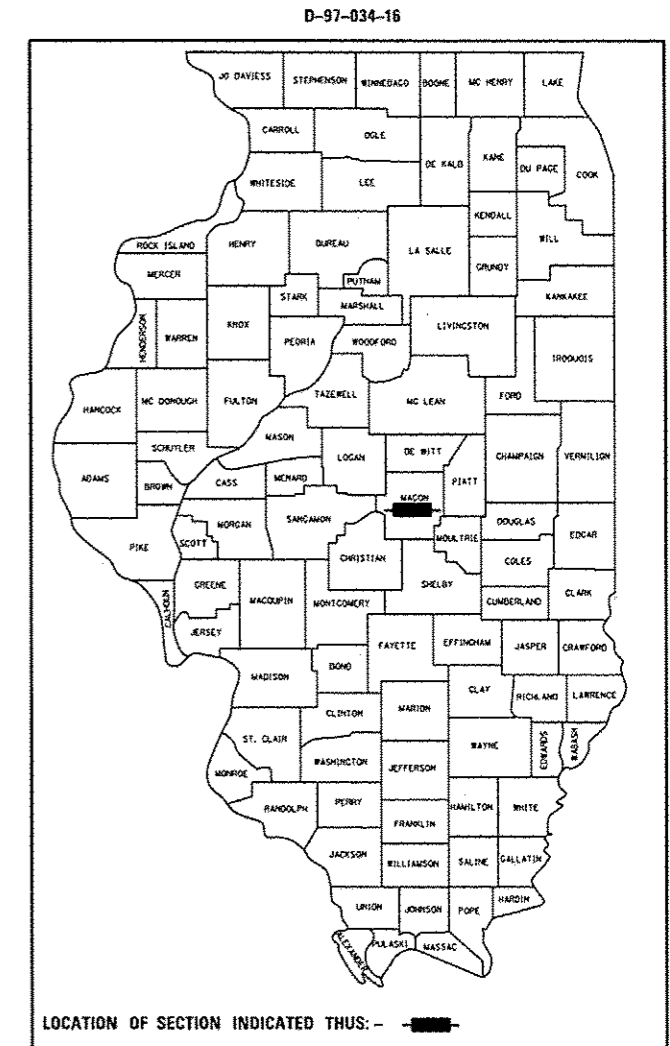 D-97-034-16
JO DAVIESS STEPHENSON WINNEBAGO BOONE MC HENRY LAKE
CARROLL OGLE DE KALB KANE DU PAGE COOK
WHITESIDE LEE KENDALL WILL
ROCK ISLAND HENRY BUREAU LA SALLE GRUNDY
MERCER PUTNAM KANKAKEE
HENDERSON WARREN KNOX STARK MARSHALL LIVINGSTON
PEORIA WOODFORD IROQUOIS
HANCOCK MC DONOUGH FULTON TAZEWELL MC LEAN FORD
MASON
SCHUYLER LOGAN DE WITT CHAMPAIGN VERMILION
ADAMS BROWN CASS MENARD MACON PIATT
MORGAN SANGAMON DOUGLAS EDGAR
PIKE SCOTT CHRISTIAN MOULTRIE COLES
GREENE MACOUPIN MONTGOMERY SHELBY CUMBERLAND CLARK
CALHOUN JERSEY
FAYETTE EFFINGHAM JASPER CRAWFORD
MADISON BOND CLAY RICHLAND LAWRENCE
CLINTON MARION
ST. CLAIR WAYNE EDWARDS WABASH
MONROE WASHINGTON JEFFERSON
RANDOLPH PERRY HAMILTON WHITE
FRANKLIN
JACKSON WILLIAMSON SALINE GALLATIN
UNION JOHNSON POPE HARDIN
ALEXANDER PULASKI MASSAC
LOCATION OF SECTION INDICATED THUS: -